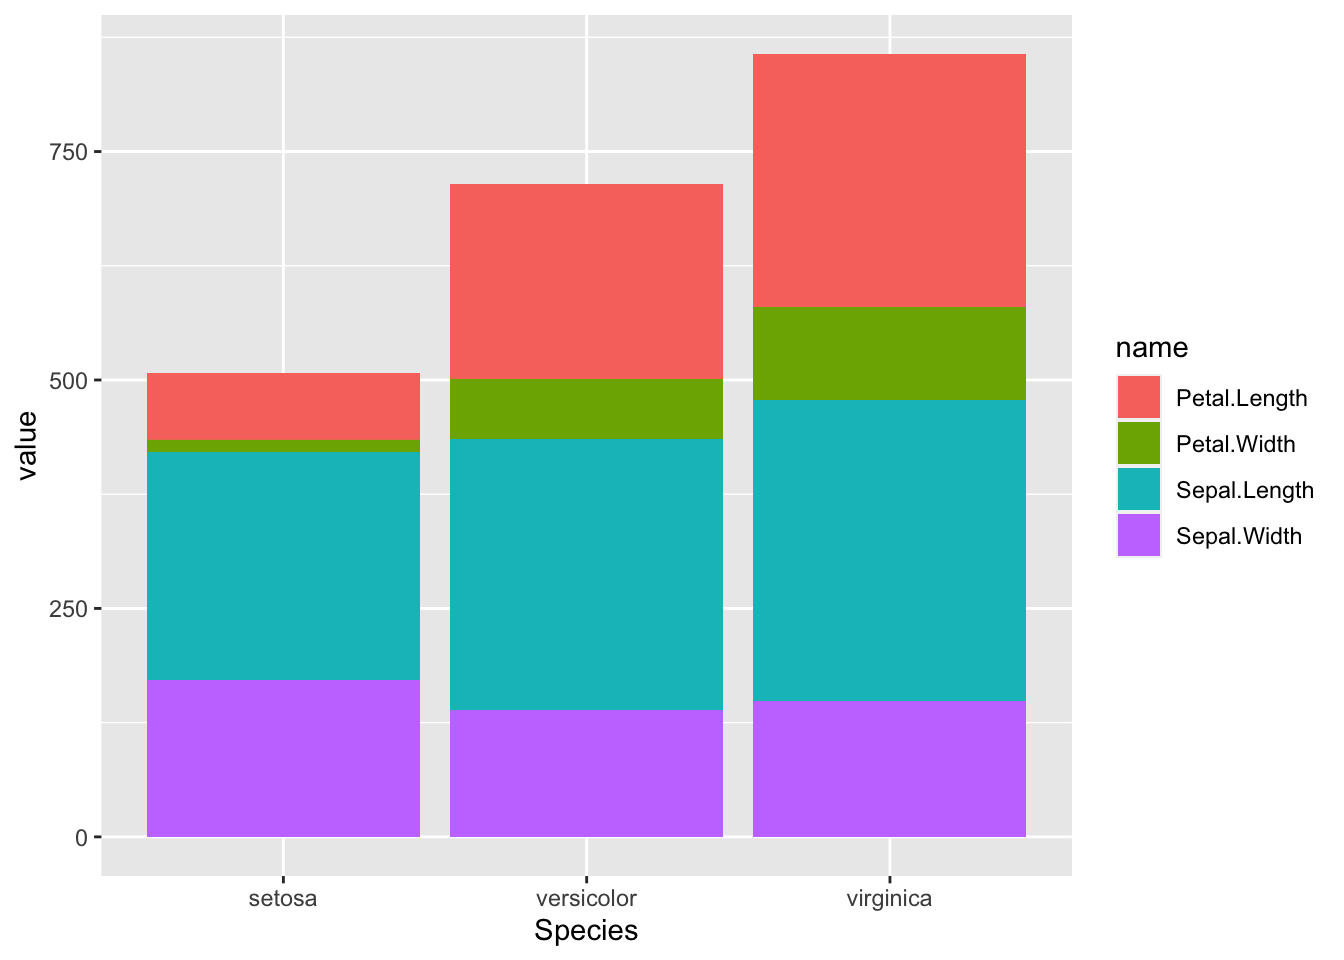 750
500
250
0
value
setosa
versicolor
virginica
Species
name
Petal.Length
Petal.Width
Sepal.Length
Sepal.Width